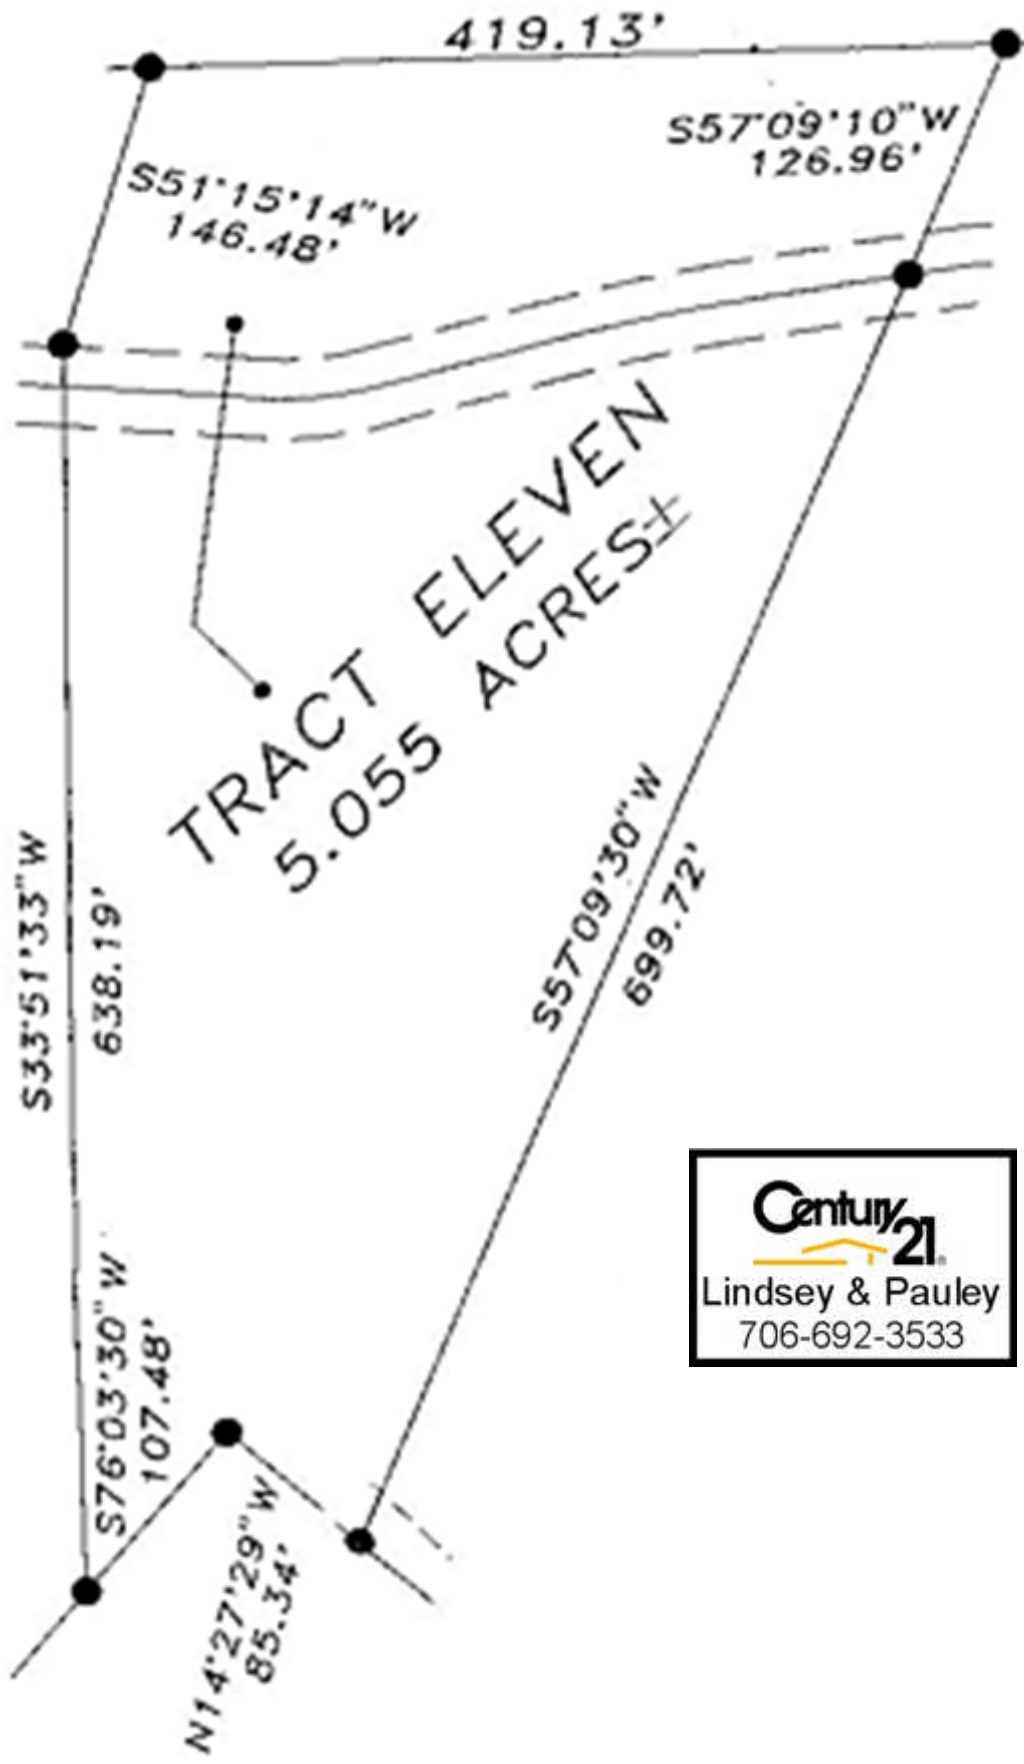 419.13'
S57°09'10"W
126.96'
S51°15'14"W
146.48'
TRACT ELEVEN
5.055 ACRES±
S33°51'33"W
638.19'
S57°09'30"W
699.72'
S76°03'30"W
107.48'
N14°27'29"W
85.34'
Century 21
Lindsey & Pauley
706-692-3533